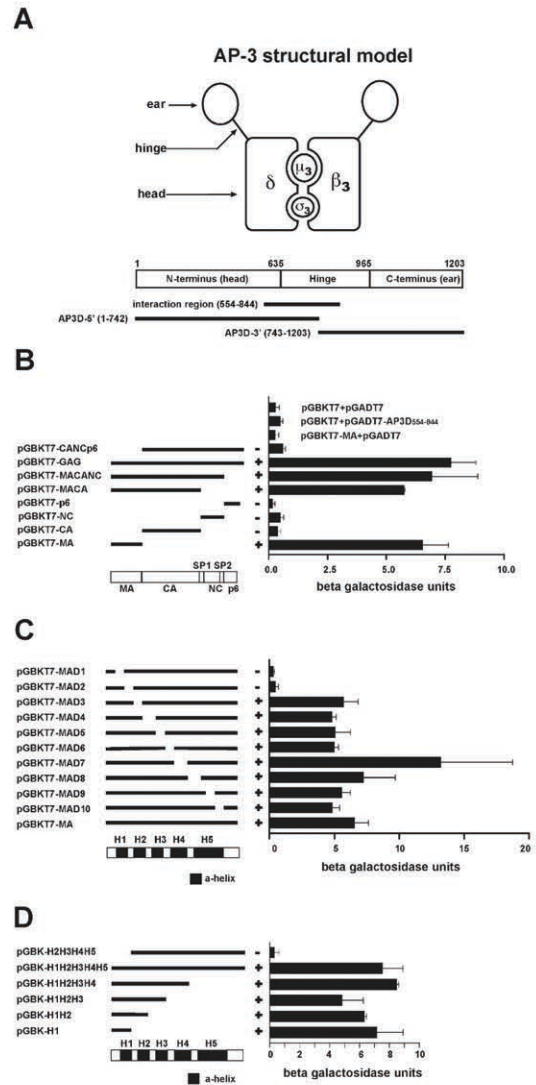 A
AP-3 structural model
ear
hinge
head
δ
μ3
σ3
β3
1 635 965 1203
N-terminus (head) Hinge C-terminus (ear)
interaction region (554-844)
AP3D-5' (1-742)
AP3D-3' (743-1203)
B
pGBKT7+pGADT7
pGBKT7+pGADT7-AP3D554-844
pGBKT7-MA+pGADT7
pGBKT7-CANCp6 -
pGBKT7-GAG +
pGBKT7-MACANC +
pGBKT7-MACA +
pGBKT7-p6 -
pGBKT7-NC -
pGBKT7-CA -
pGBKT7-MA +
SP1 SP2
MA CA NC p6
0.0 2.5 5.0 7.5 10.0
beta galactosidase units
C
pGBKT7-MAD1 -
pGBKT7-MAD2 -
pGBKT7-MAD3 +
pGBKT7-MAD4 +
pGBKT7-MAD5 +
pGBKT7-MAD6 +
pGBKT7-MAD7 +
pGBKT7-MAD8 +
pGBKT7-MAD9 +
pGBKT7-MAD10 +
pGBKT7-MA +
H1 H2 H3 H4 H5
a-helix
0 5 10 15 20
beta galactosidase units
D
pGBK-H2H3H4H5 -
pGBK-H1H2H3H4H5 +
pGBK-H1H2H3H4 +
pGBK-H1H2H3 +
pGBK-H1H2 +
pGBK-H1 +
H1 H2 H3 H4 H5
a-helix
0 2 4 6 8 10
beta galactosidase units